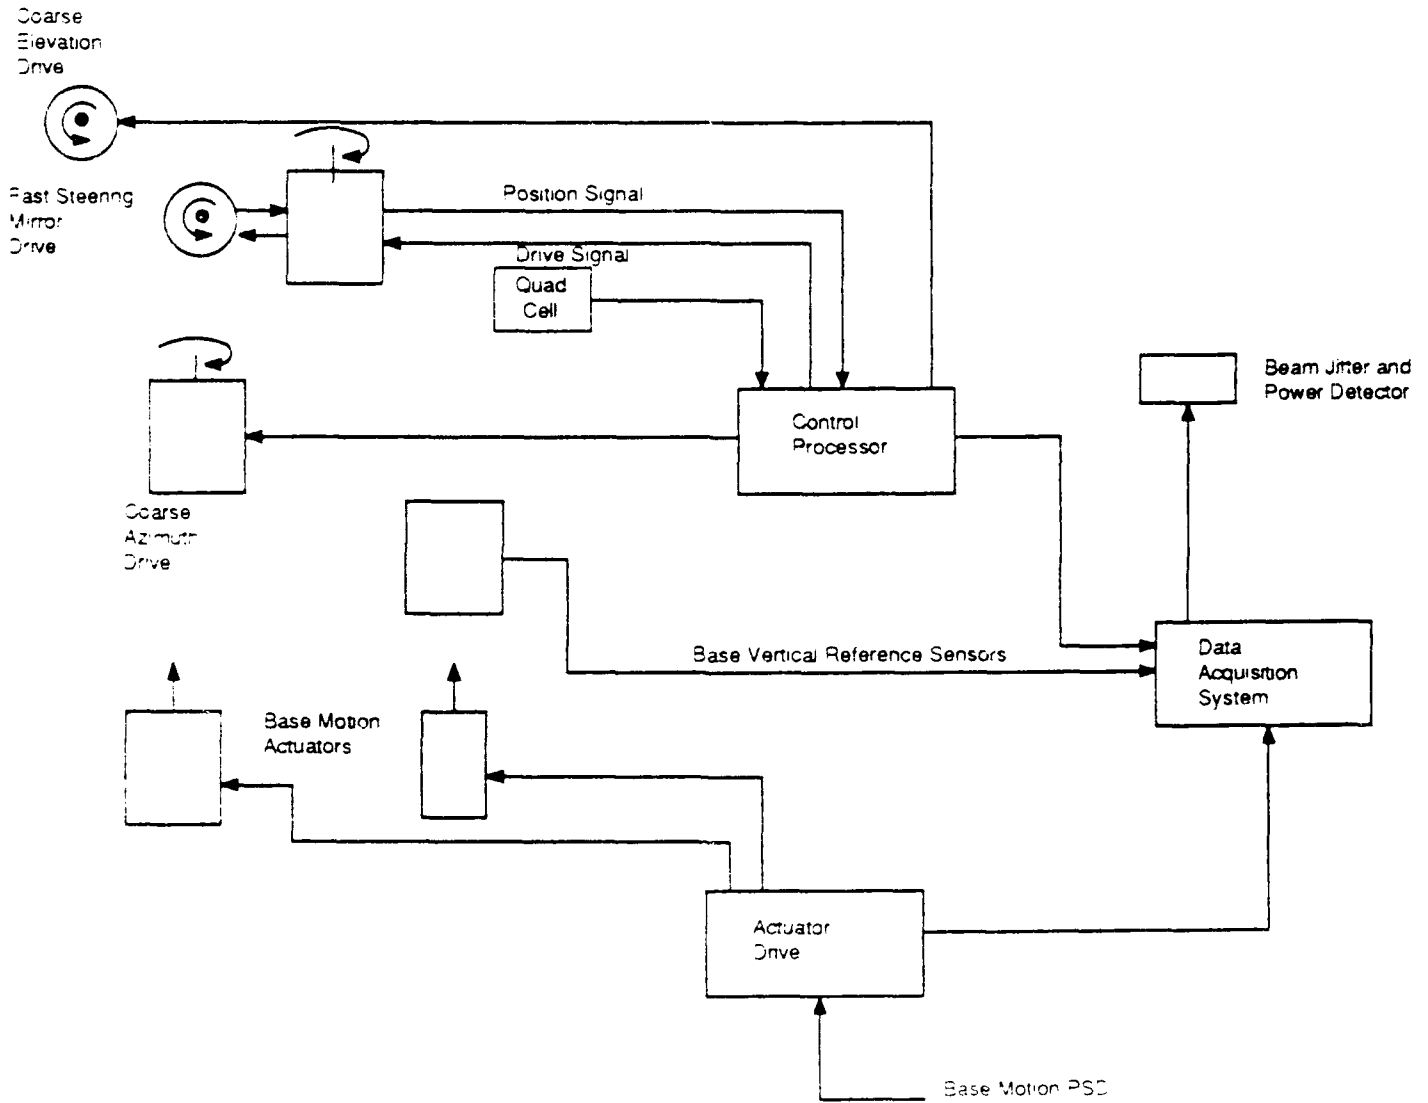 Coarse
Elevation
Drive
Fast Steering
Mirror
Drive
Position Signal
Drive Signal
Quad
Cell
Beam Jitter and
Power Detector
Control
Processor
Coarse
Azimuth
Drive
Base Vertical Reference Sensors
Data
Acquisition
System
Base Motion
Actuators
Actuator
Drive
Base Motion PSD